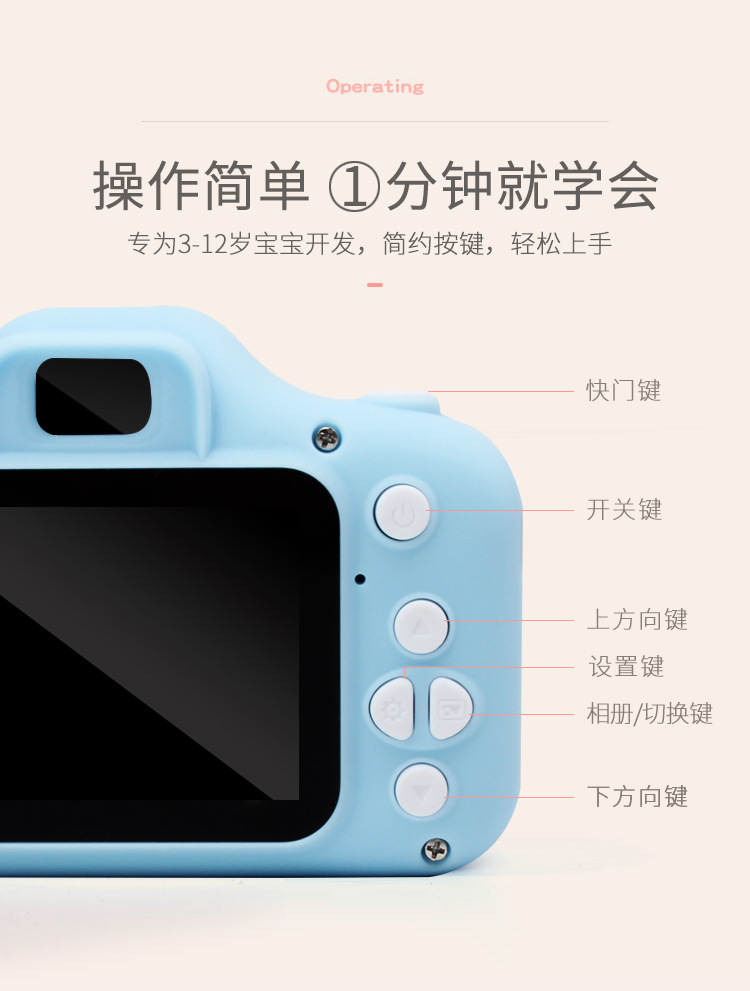 Operating
操作简单 ①分钟就学会
专为3-12岁宝宝开发，简约按键，轻松上手
快门键
开关键
上方向键
设置键
相册/切换键
下方向键